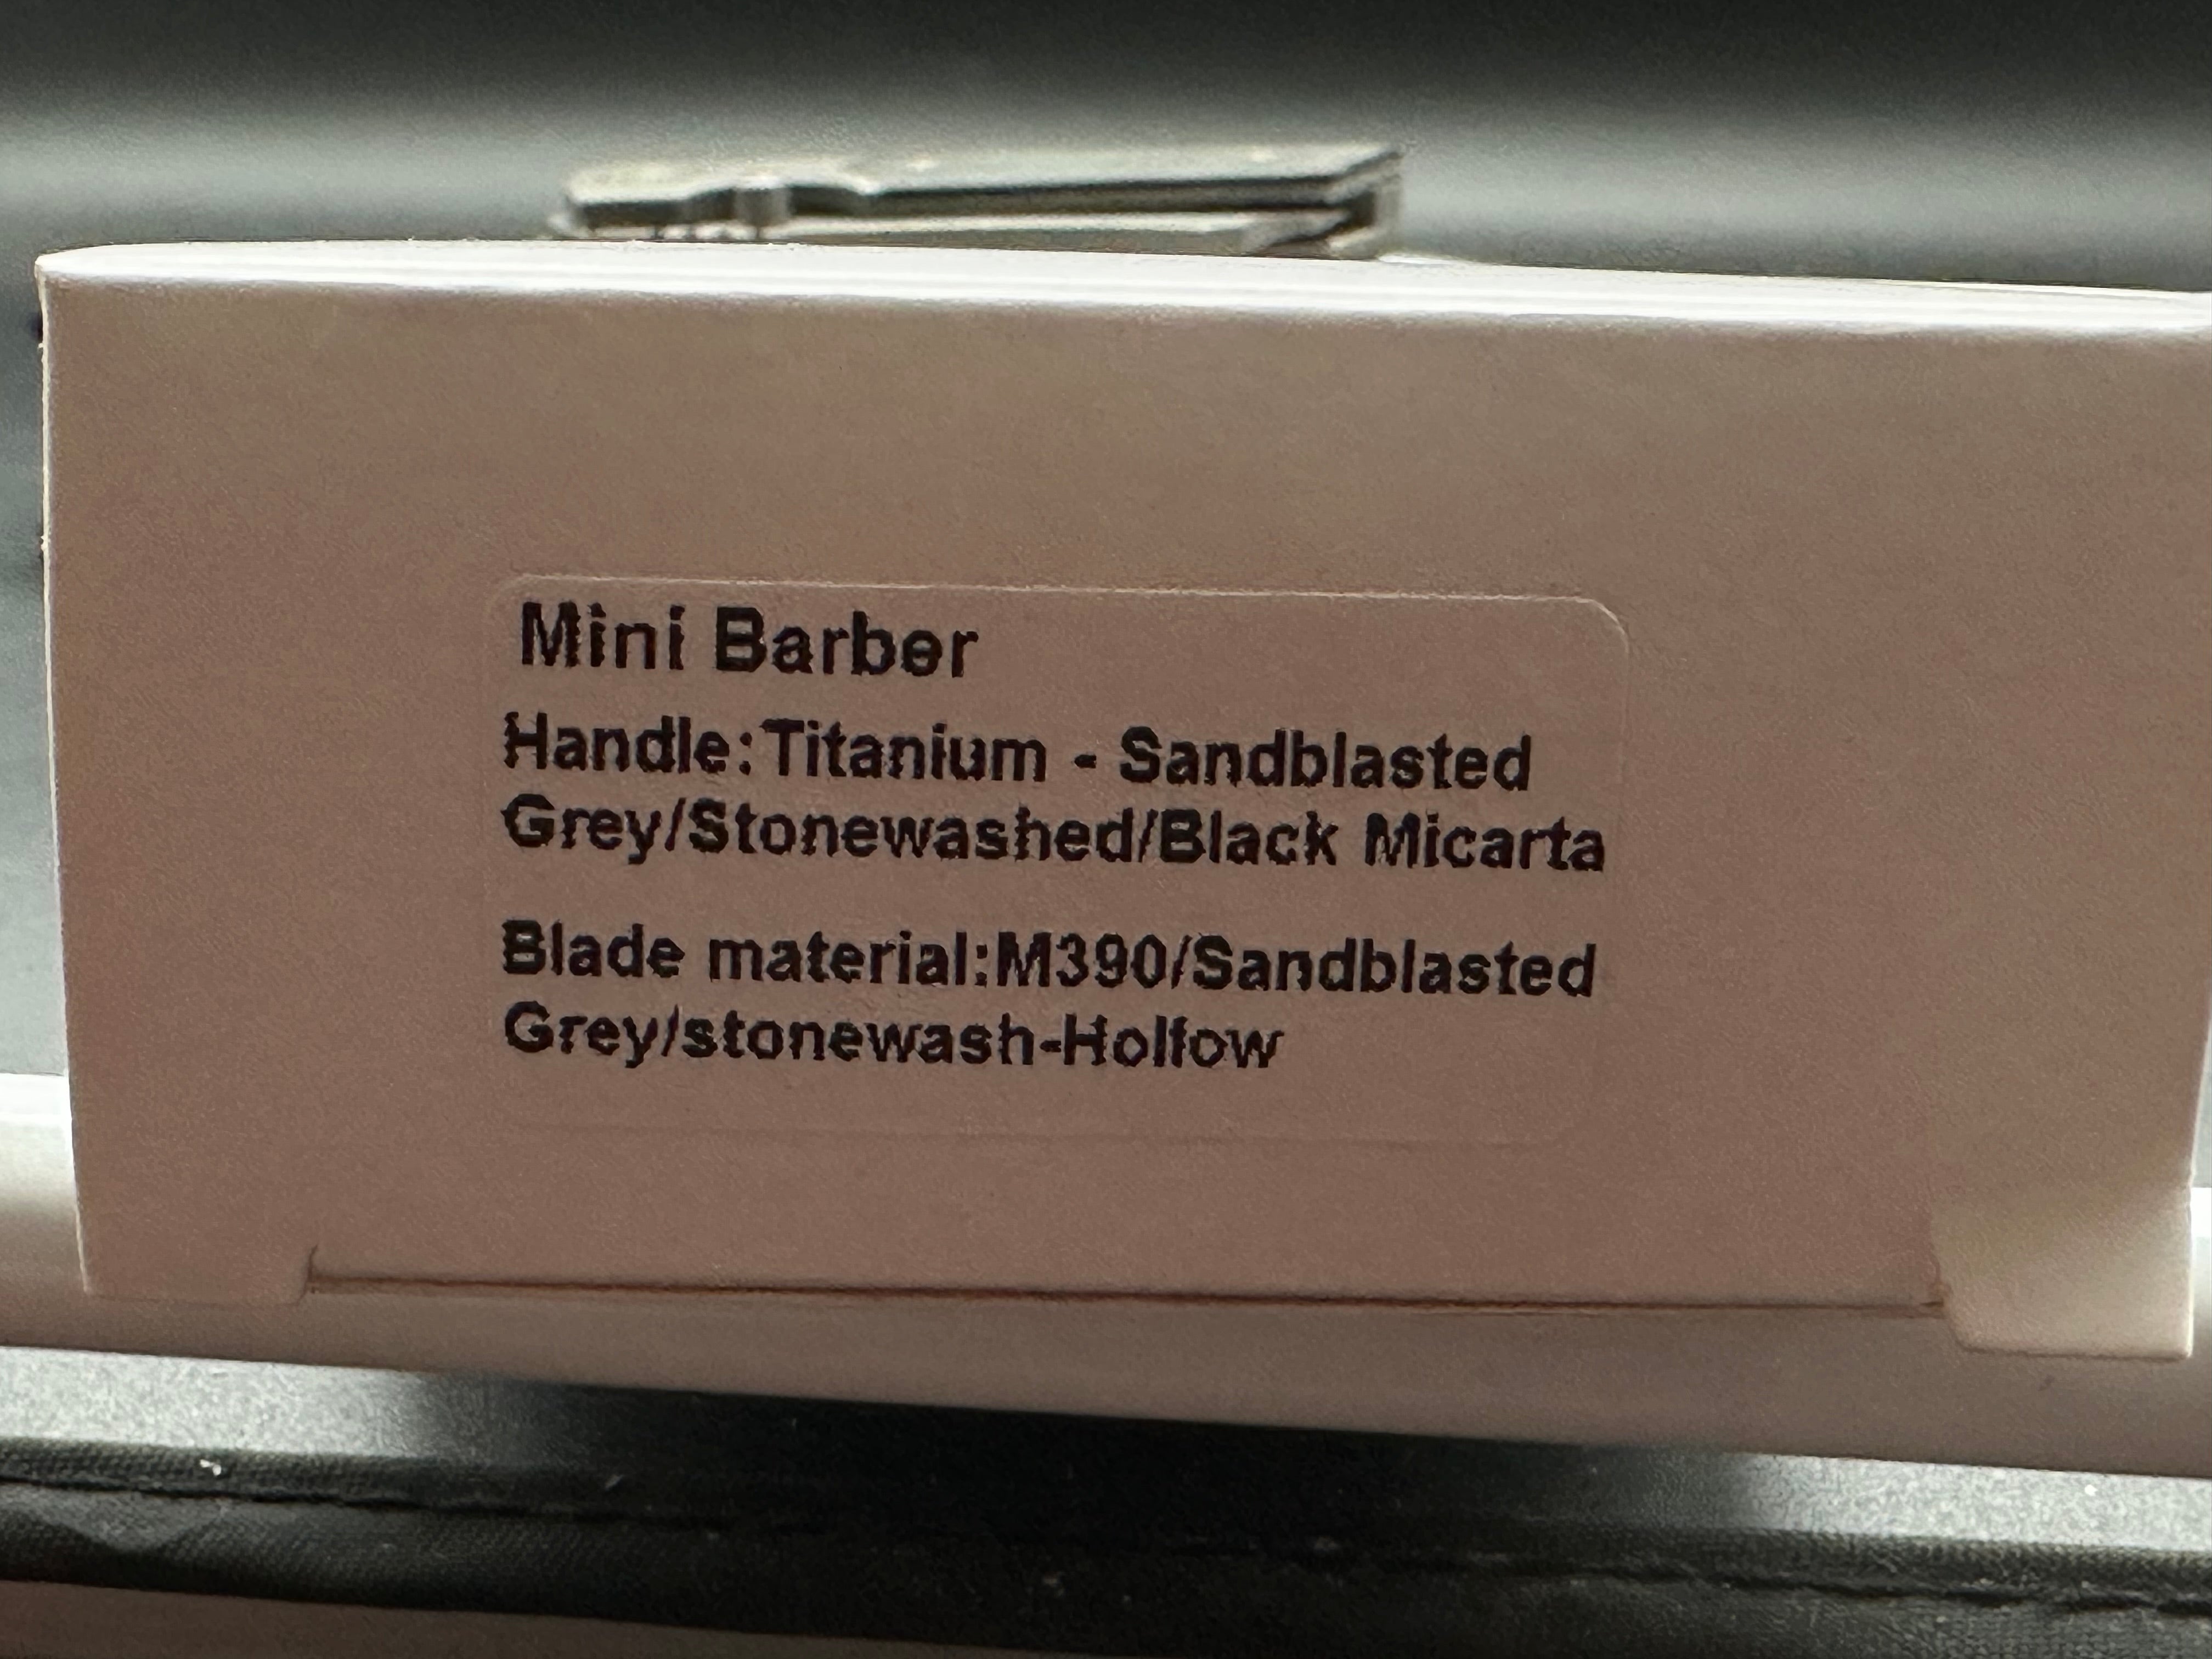 Mini Barber
Handle:Titanium - Sandblasted
Grey/Stonewashed/Black Micarta
Blade material:M390/Sandblasted
Grey/stonewash-Hollow